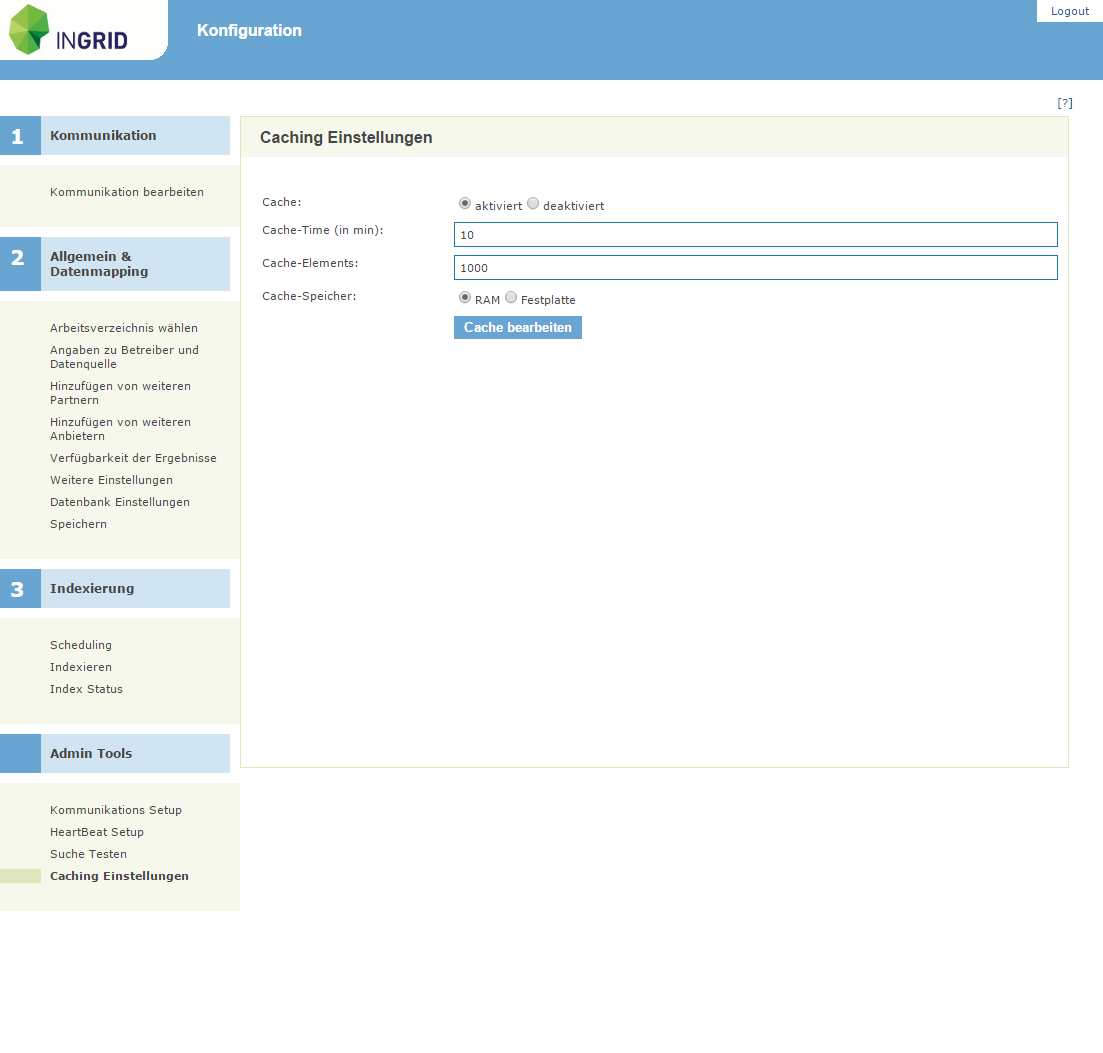 INGRID
Konfiguration
Logout
[?]
1 Kommunikation
Kommunikation bearbeiten
2 Allgemein &
Datenmapping
Arbeitsverzeichnis wählen
Angaben zu Betreiber und
Datenquelle
Hinzufügen von weiteren
Partnern
Hinzufügen von weiteren
Anbietern
Verfügbarkeit der Ergebnisse
Weitere Einstellungen
Datenbank Einstellungen
Speichern
3 Indexierung
Scheduling
Indexieren
Index Status
Admin Tools
Kommunikations Setup
HeartBeat Setup
Suche Testen
Caching Einstellungen
Caching Einstellungen
Cache: aktiviert deaktiviert
Cache-Time (in min): 10
Cache-Elements: 1000
Cache-Speicher: RAM Festplatte
Cache bearbeiten